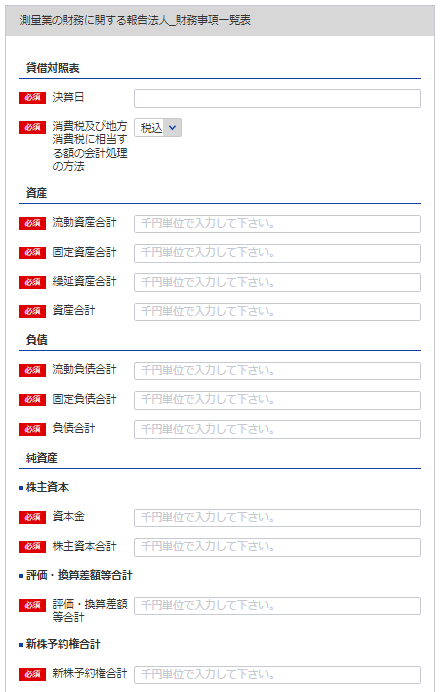 測量業の財務に関する報告法人_財務事項一覧表
貸借対照表
必須 決算日
必須 消費税及び地方
消費税に相当す
る額の会計処理
の方法
税込
資産
必須 流動資産合計 千円単位で入力して下さい。
必須 固定資産合計 千円単位で入力して下さい。
必須 繰延資産合計 千円単位で入力して下さい。
必須 資産合計 千円単位で入力して下さい。
負債
必須 流動負債合計 千円単位で入力して下さい。
必須 固定負債合計 千円単位で入力して下さい。
必須 負債合計 千円単位で入力して下さい。
純資産
株主資本
必須 資本金 千円単位で入力して下さい。
必須 株主資本合計 千円単位で入力して下さい。
評価・換算差額等合計
必須 評価・換算差額 千円単位で入力して下さい。
等合計
新株予約権合計
必須 新株予約権合計 千円単位で入力して下さい。